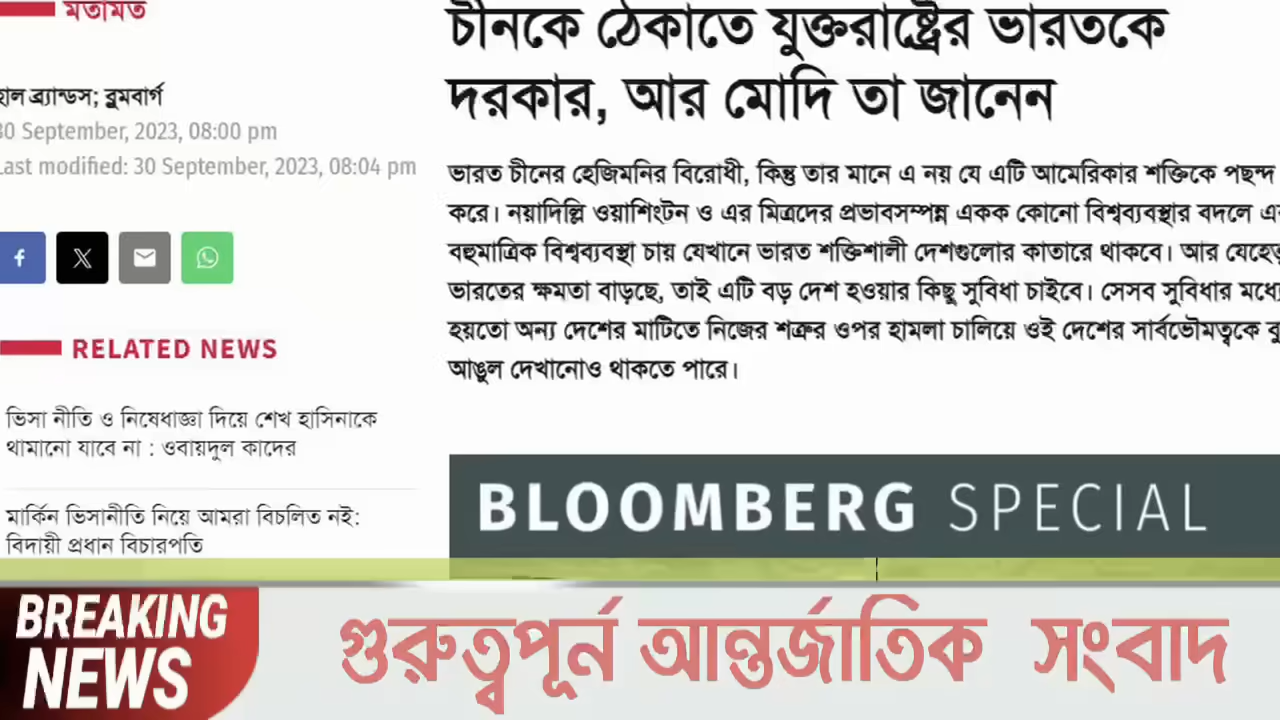 মতামত
হাল ব্র্যান্ডস; ব্লুমবার্গ
30 September, 2023, 08:00 pm
Last modified: 30 September, 2023, 08:04 pm
RELATED NEWS
ভিসা নীতি ও নিষেধাজ্ঞা দিয়ে শেখ হাসিনাকে
থামানো যাবে না : ওবায়দুল কাদের
মার্কিন ভিসানীতি নিয়ে আমরা বিচলিত নই:
বিদায়ী প্রধান বিচারপতি
চীনকে ঠেকাতে যুক্তরাষ্ট্রের ভারতকে
দরকার, আর মোদি তা জানেন
ভারত চীনের হেজিমনির বিরোধী, কিন্তু তার মানে এ নয় যে এটি আমেরিকার শক্তিকে পছন্দ
করে। নয়াদিল্লি ওয়াশিংটন ও এর মিত্রদের প্রভাবসম্পন্ন একক কোনো বিশ্বব্যবস্থার বদলে
বহুমাত্রিক বিশ্বব্যবস্থা চায় যেখানে ভারত শক্তিশালী দেশগুলোর কাতারে থাকবে। আর
ভারতের ক্ষমতা বাড়ছে, তাই এটি বড় দেশ হওয়ার কিছু সুবিধা চাইবে। সেসব সুবিধার মধ্যে
হয়তো অন্য দেশের মাটিতে নিজের শত্রুর ওপর হামলা চালিয়ে ওই দেশের সার্বভৌমত্বকে
আঙুল দেখানোও থাকতে পারে।
BLOOMBERG SPECIAL
BREAKING
NEWS
গুরুত্বপূর্ন আন্তর্জাতিক সংবাদ